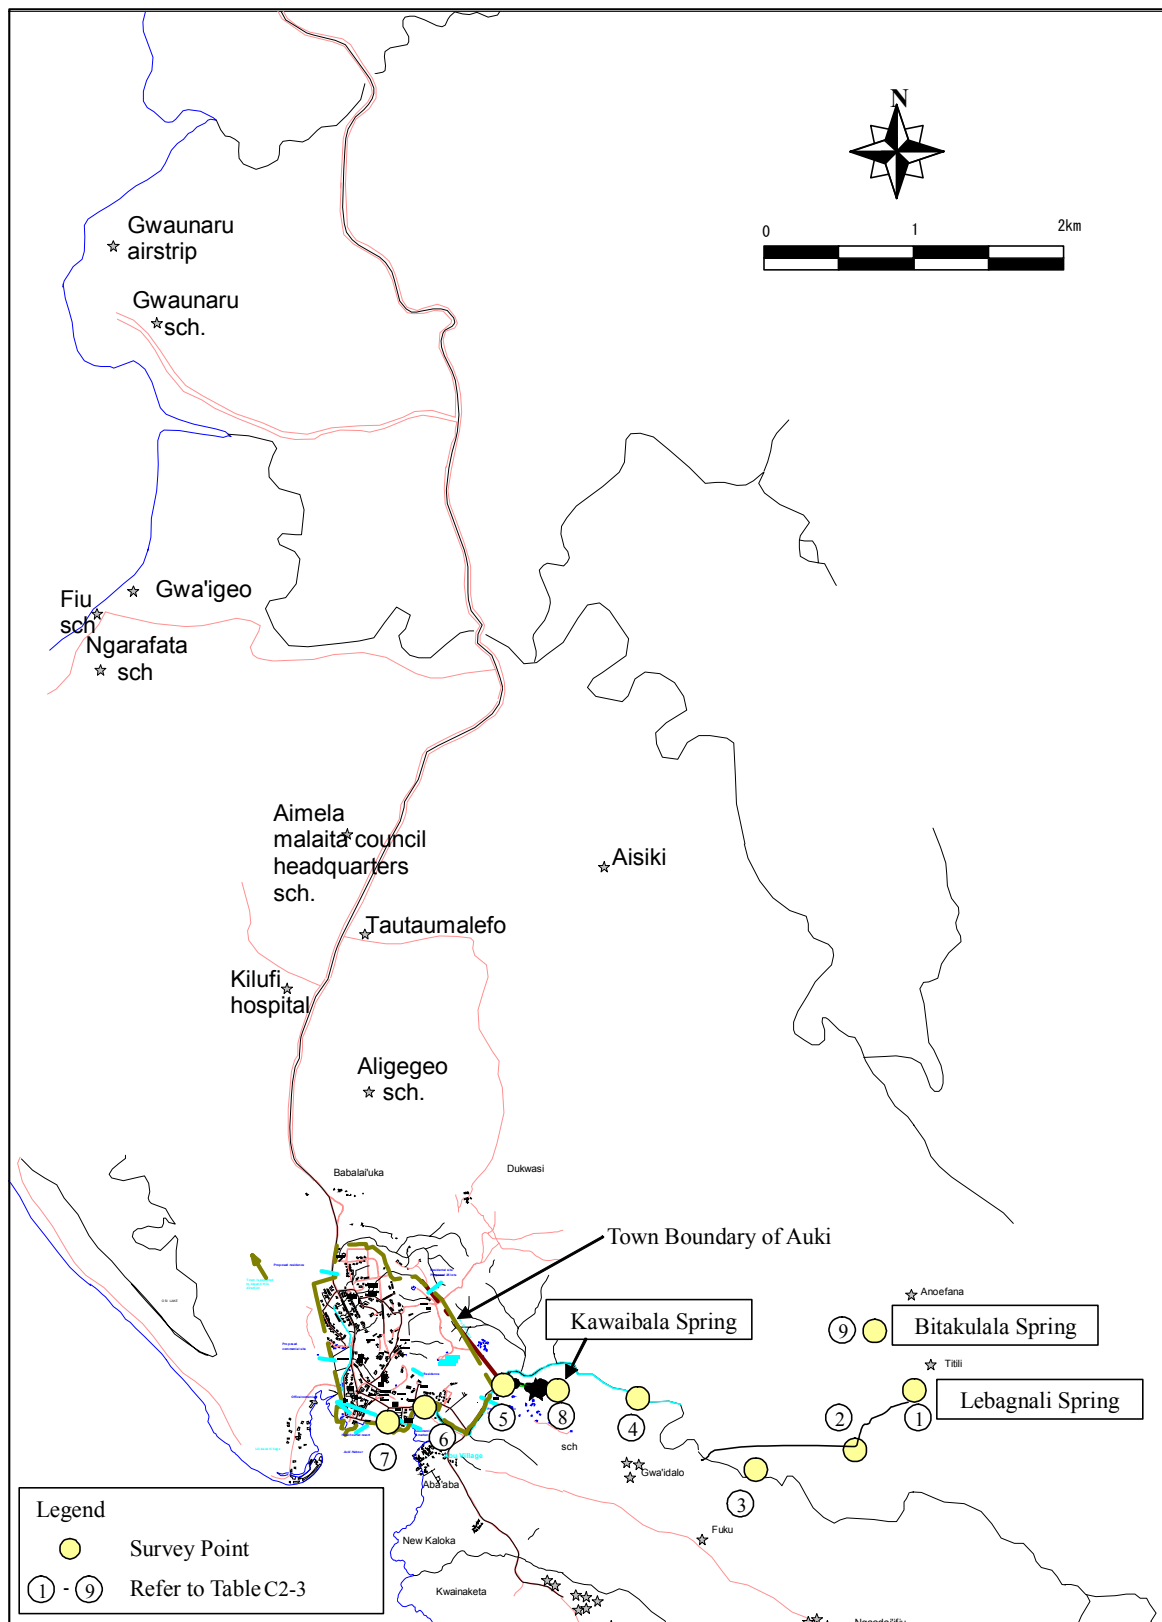 N
0
1
2km
Gwaunaru
airstrip
Gwaunaru
sch.
Gwa'igeo
Fiu
sch
Ngarafata
sch
Aimela
malaita council
headquarters
sch.
Aisiki
Tautaumalefo
Kilufi
hospital
Aligegeo
sch.
Babalai'uka
Dukwasi
Town Boundary of Auki
Proposed residence
Anoefana
Kawaibala Spring
9
Bitakulala Spring
Titili
Lebagnali Spring
1
2
3
4
5
6
7
8
sch
Gwa'idalo
Aba'aba
Fuku
New Kaloka
Kwainaketa
Legend
Survey Point
1 - 9 Refer to Table C2-3